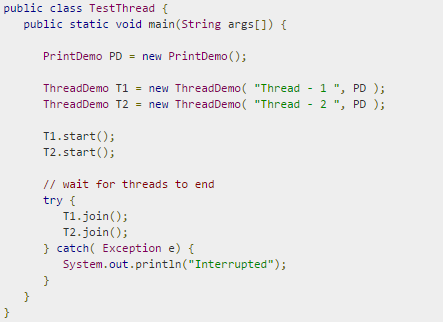 public class TestThread {
   public static void main(String args[]) {

      PrintDemo PD = new PrintDemo();

      ThreadDemo T1 = new ThreadDemo( "Thread - 1 ", PD );
      ThreadDemo T2 = new ThreadDemo( "Thread - 2 ", PD );

      T1.start();
      T2.start();

      // wait for threads to end
      try {
         T1.join();
         T2.join();
      } catch( Exception e) {
         System.out.println("Interrupted");
      }
   }
}